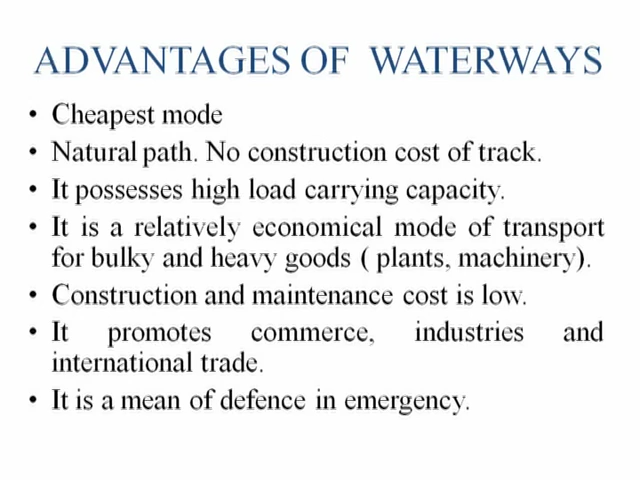 ADVANTAGES OF WATERWAYS
• Cheapest mode
• Natural path. No construction cost of track.
• It possesses high load carrying capacity.
• It is a relatively economical mode of transport
for bulky and heavy goods ( plants, machinery).
• Construction and maintenance cost is low.
• It promotes commerce, industries and
international trade.
• It is a mean of defence in emergency.